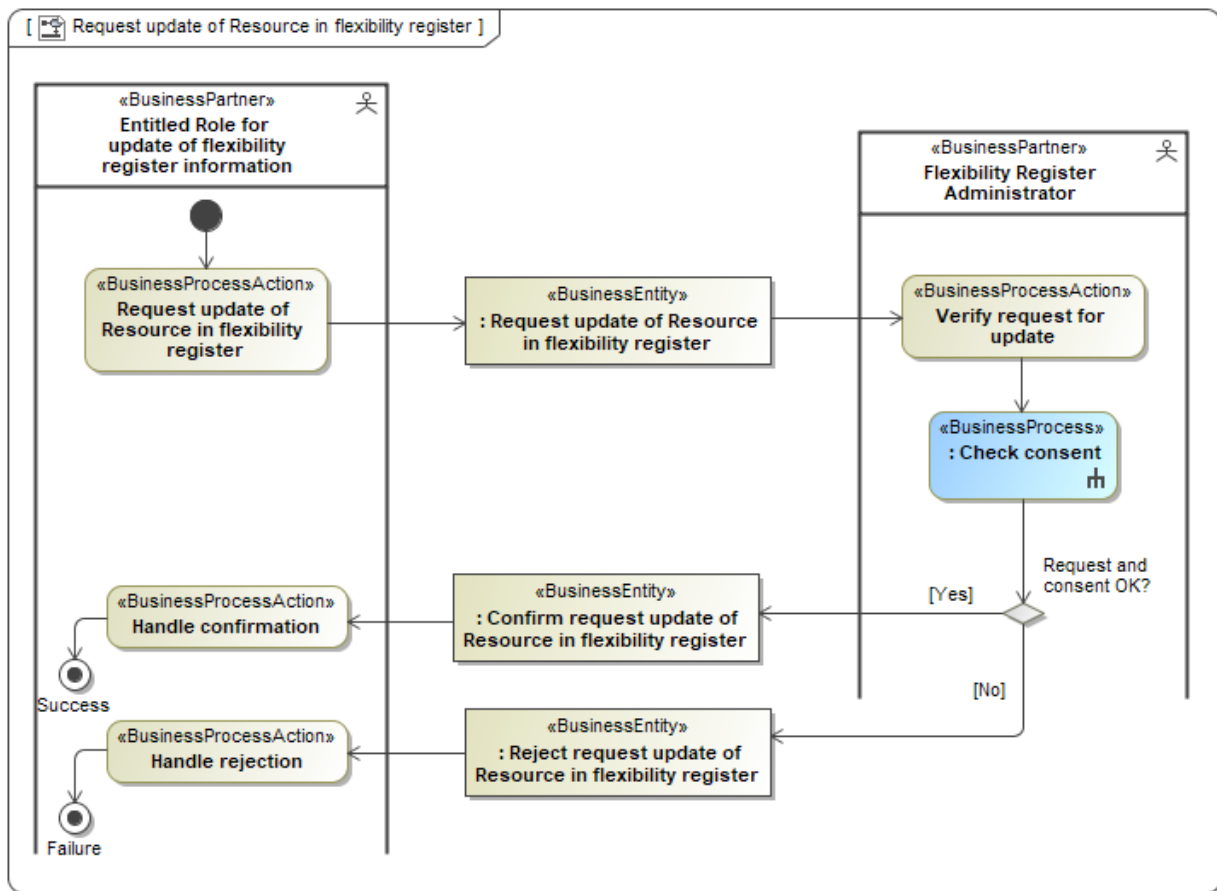 [ Request update of Resource in flexibility register ]
«BusinessPartner»
Entitled Role for
update of flexibility
register information
«BusinessPartner»
Flexibility Register
Administrator
«BusinessProcessAction»
Request update of
Resource in flexibility
register
«BusinessEntity»
: Request update of Resource
in flexibility register
«BusinessProcessAction»
Verify request for
update
«BusinessProcess»
: Check consent
Request and
consent OK?
[Yes]
«BusinessEntity»
: Confirm request update of
Resource in flexibility register
«BusinessProcessAction»
Handle confirmation
Success
[No]
«BusinessEntity»
: Reject request update of
Resource in flexibility register
«BusinessProcessAction»
Handle rejection
Failure